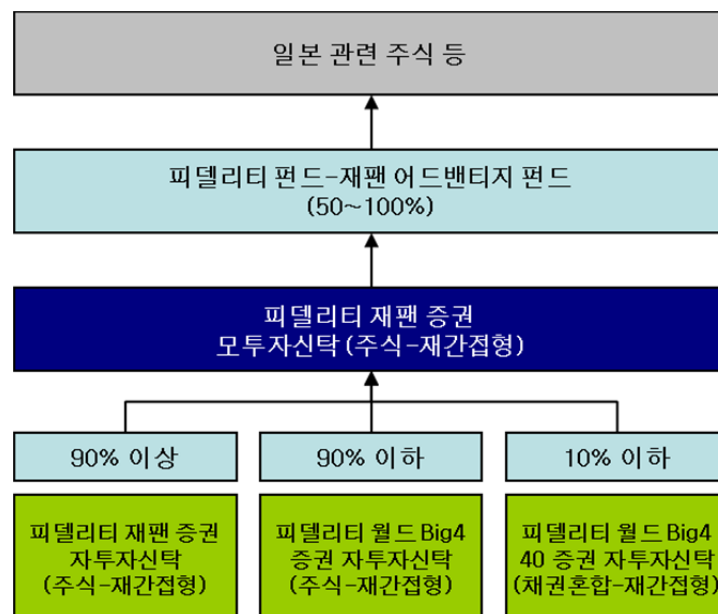 일본 관련 주식 등
피델리티 펀드-재팬 어드밴티지 펀드
(50~100%)
피델리티 재팬 증권
모투자신탁 (주식-재간접형)
90% 이상
90% 이하
10% 이하
피델리티 재팬 증권
자투자신탁
(주식-재간접형)
피델리티 월드 Big4
증권 자투자신탁
(주식-재간접형)
피델리티 월드 Big4
40 증권 자투자신탁
(채권혼합-재간접형)